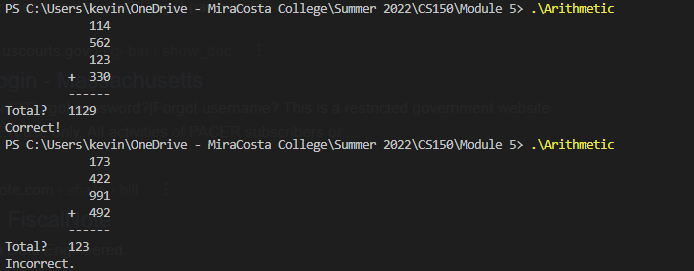 PS C:\Users\kevin\OneDrive - MiraCosta College\Summer 2022\CS150\Module 5> .\Arithmetic
114
562
123
+ 330
------
Total? 1129
Correct!
PS C:\Users\kevin\OneDrive - MiraCosta College\Summer 2022\CS150\Module 5> .\Arithmetic
173
422
991
+ 492
------
Total? 123
Incorrect.